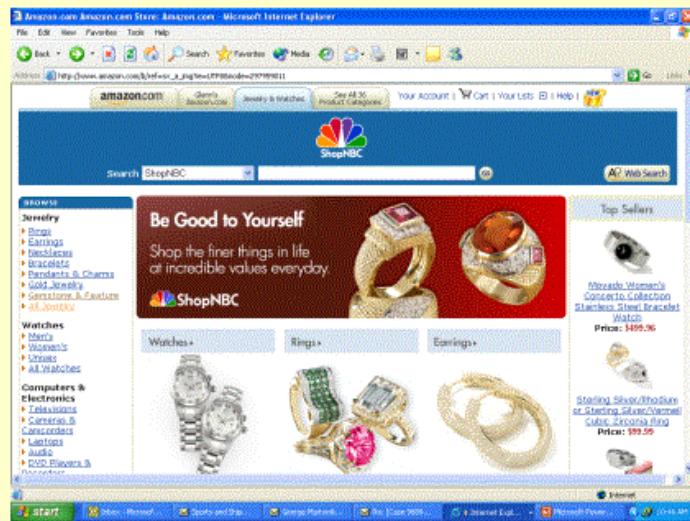 Amazon.com Amazon.com Store: Amazon.com - Microsoft Internet Explorer
File Edit View Favorites Tools Help
Back Search Favorites Media
Address
Go Links
amazon.com
Jewelry & Watches
See All 36 Product Categories
Your Account | Cart | Your Lists | Help |
ShopNBC
Search ShopNBC GO Web Search
BROWSE
Jewelry
Rings
Earrings
Necklaces
Bracelets
Pendants & Charms
Gold Jewelry
All Jewelry
Watches
Men's
Women's
Unisex
All Watches
Computers &
Electronics
Televisions
Cameras &
Camcorders
Laptops
Audio
DVD Players &
Be Good to Yourself
Shop the finer things in life
at incredible values everyday.
ShopNBC
Watches
Rings
Earrings
Top Sellers
Movado Women's
Concerto Collection
Stainless Steel Bracelet
Watch
Price:
Sterling Silver/Rhodium
or Sterling Silver/Vermeil
Cubic Zirconia Ring
Price: $99.99
Internet
start